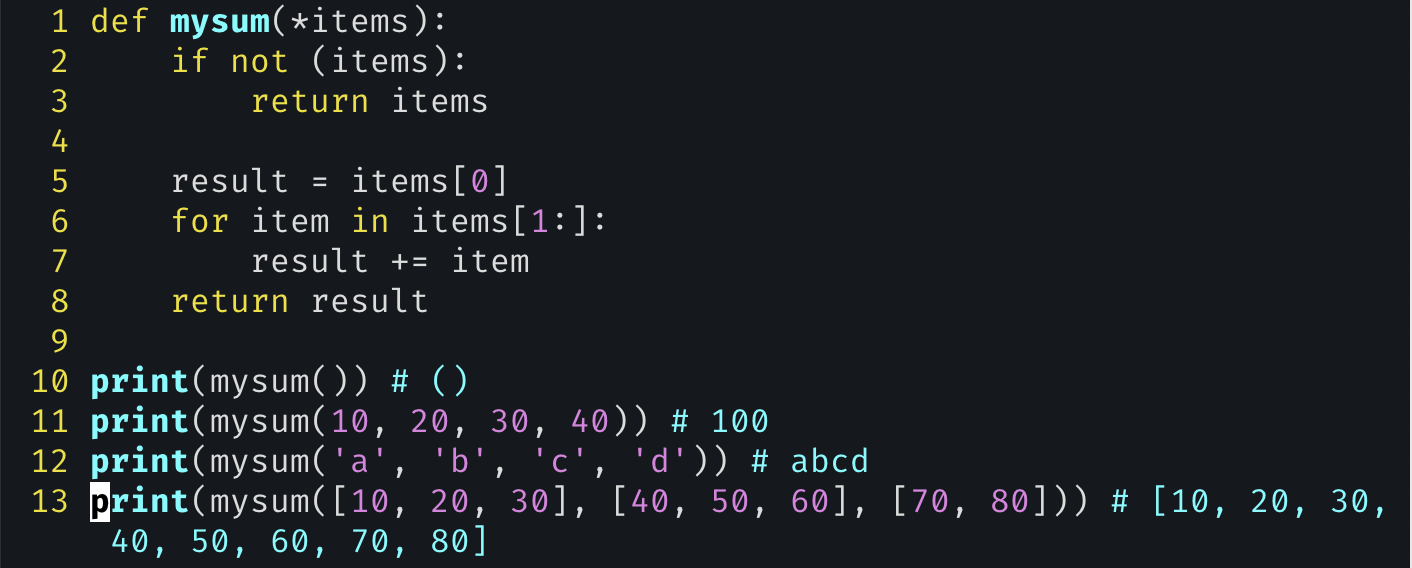 1 def mysum(*items):
2     if not (items):
3         return items
4
5     result = items[0]
6     for item in items[1:]:
7         result += item
8     return result
9
10 print(mysum()) # ()
11 print(mysum(10, 20, 30, 40)) # 100
12 print(mysum('a', 'b', 'c', 'd')) # abcd
13 print(mysum([10, 20, 30], [40, 50, 60], [70, 80])) # [10, 20, 30,
40, 50, 60, 70, 80]